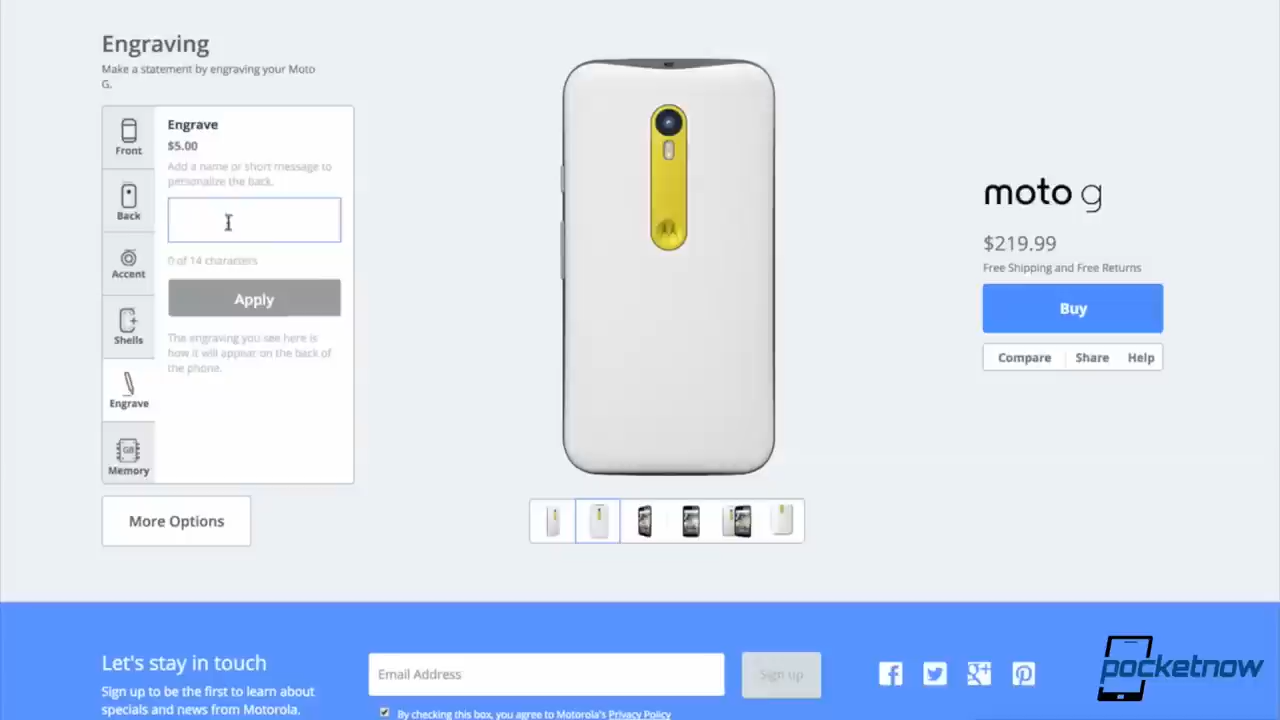 Engraving
Make a statement by engraving your Moto
G.
Front
Back
Accent
Shells
Engrave
GB
Memory
Engrave
$5.00
Add a name or short message to
personalize the back.
0 of 14 characters
Apply
The engraving you see here is
how it will appear on the back of
the phone.
More Options
moto g
$219.99
Free Shipping and Free Returns
Buy
Compare
Share
Help
Let's stay in touch
Sign up to be the first to learn about
specials and news from Motorola.
Email Address
Sign up
By checking this box, you agree to Motorola's Privacy Policy
pocketnow